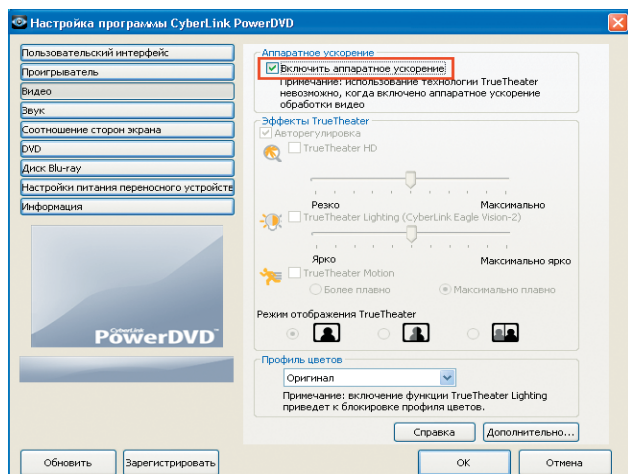 Настройка программы CyberLink PowerDVD
Пользовательский интерфейс
Проигрыватель
Видео
Звук
Соотношение сторон экрана
DVD
Диск Blu-ray
Настройки питания переносного устройств
Информация
CyberLink
PowerDVD
Аппаратное ускорение
Включить аппаратное ускорение
Примечание: использование технологии TrueTheater
невозможно, когда включено аппаратное ускорение
обработки видео
Эффекты TrueTheater
Авторегулировка
TrueTheater HD
Резко Максимально
TrueTheater Lighting (CyberLink Eagle Vision-2)
Ярко Максимально ярко
TrueTheater Motion
Более плавно Максимально плавно
Режим отображения TrueTheater
Профиль цветов
Оригинал
Примечание: включение функции TrueTheater Lighting
приведет к блокировке профиля цветов.
Справка Дополнительно...
Обновить Зарегистрировать OK Отмена